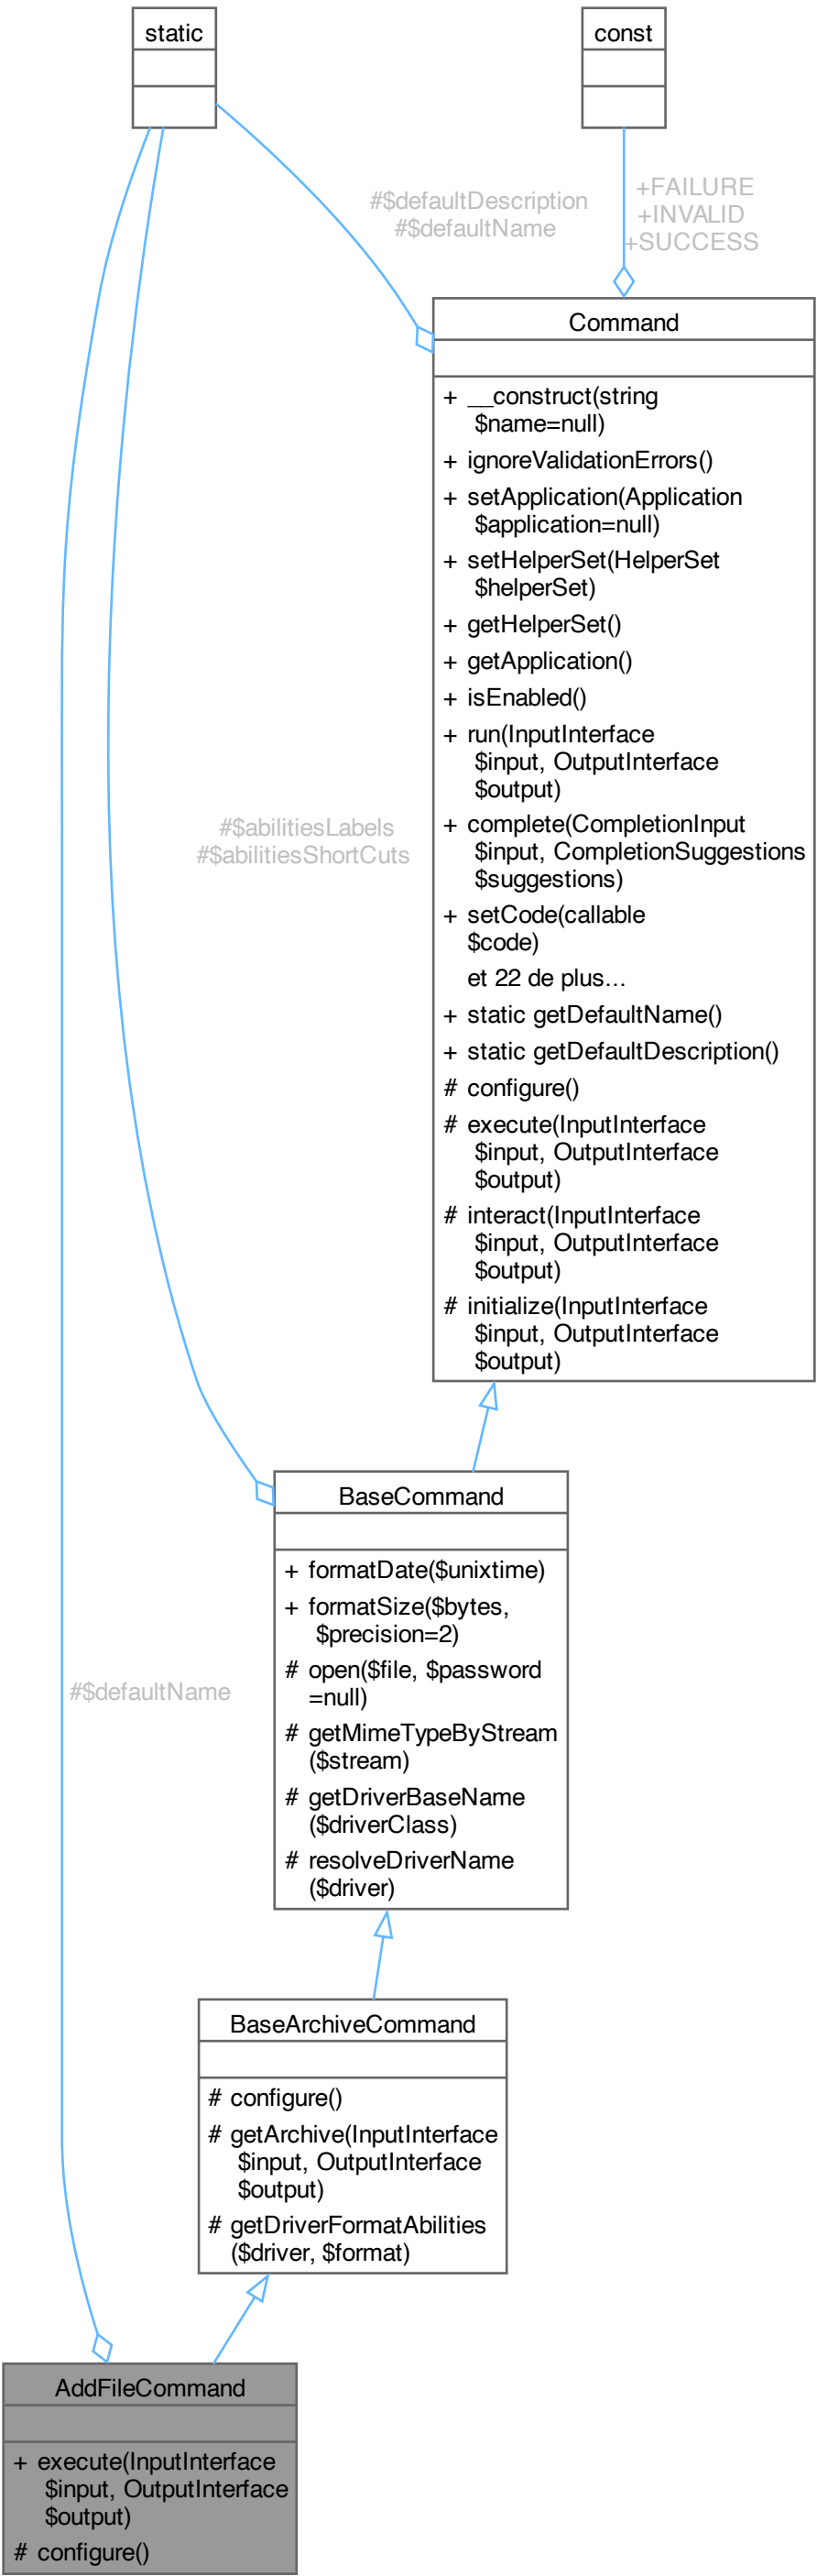 static
const
#$defaultDescription
#$defaultName
+FAILURE
+INVALID
+SUCCESS
Command
+ __construct(string
$name=null)
+ ignoreValidationErrors()
+ setApplication(Application
$application=null)
+ setHelperSet(HelperSet
$helperSet)
+ getHelperSet()
+ getApplication()
+ isEnabled()
+ run(InputInterface
$input, OutputInterface
$output)
+ complete(CompletionInput
$input, CompletionSuggestions
$suggestions)
+ setCode(callable
$code)
et 22 de plus...
+ static getDefaultName()
+ static getDefaultDescription()
# configure()
# execute(InputInterface
$input, OutputInterface
$output)
# interact(InputInterface
$input, OutputInterface
$output)
# initialize(InputInterface
$input, OutputInterface
$output)
#$abilitiesLabels
#$abilitiesShortCuts
BaseCommand
+ formatDate($unixtime)
+ formatSize($bytes,
$precision=2)
# open($file, $password
=null)
# getMimeTypeByStream
($stream)
# getDriverBaseName
($driverClass)
# resolveDriverName
($driver)
#$defaultName
BaseArchiveCommand
# configure()
# getArchive(InputInterface
$input, OutputInterface
$output)
# getDriverFormatAbilities
($driver, $format)
AddFileCommand
+ execute(InputInterface
$input, OutputInterface
$output)
# configure()